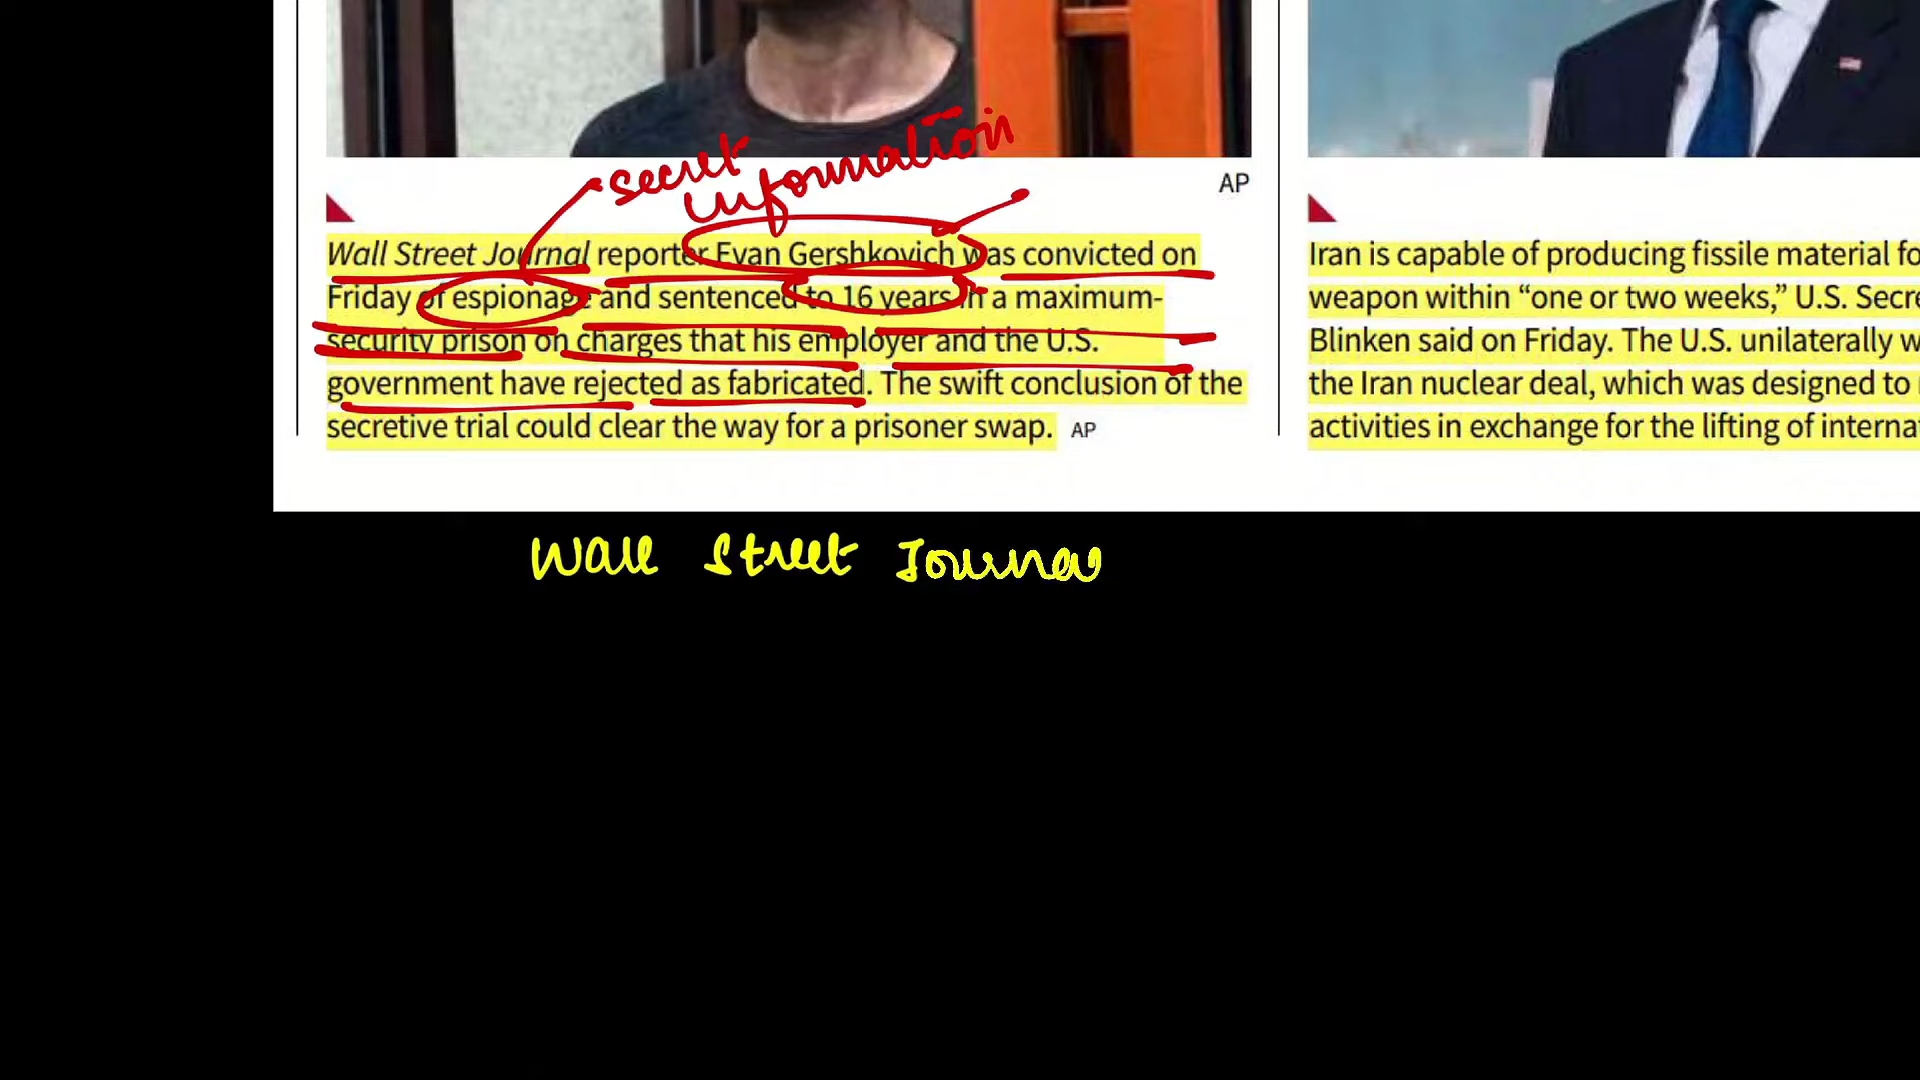 secret
information
AP
Wall Street Journal reporter Evan Gershkovich was convicted on
Friday of espionage and sentenced to 16 years in a maximum-
security prison on charges that his employer and the U.S.
government have rejected as fabricated. The swift conclusion of the
secretive trial could clear the way for a prisoner swap. AP
Iran is capable of producing fissile material fo
weapon within “one or two weeks,” U.S. Secre
Blinken said on Friday. The U.S. unilaterally w
the Iran nuclear deal, which was designed to
activities in exchange for the lifting of interna
Wall Street Journal